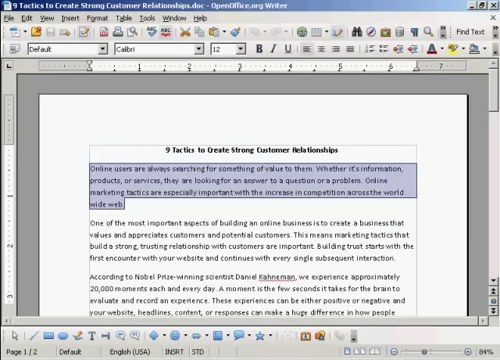 9 Tactics to Create Strong Customer Relationships.doc - OpenOffice.org Writer
File Edit View Insert Format Table Tools Window Help
Find Text
Default Calibri 12
9 Tactics to Create Strong Customer Relationships
Online users are always searching for something of value to them. Whether it's information,
products, or services, they are looking for an answer to a question or a problem. Online
marketing tactics are especially important with the increase in competition across the world
wide web.
One of the most important aspects of building an online business is to create a business that
values and appreciates customers and potential customers. This means marketing tactics that
build a strong, trusting relationship with customers are important. Building trust starts with the
first encounter with your website and continues with every single subsequent interaction.
According to Nobel Prize-winning scientist Daniel Kahneman, we experience approximately
20,000 moments each and every day. A moment is the few seconds it takes for the brain to
evaluate and record an experience. These experiences can be either positive or negative and
your website, headlines, content, or responses can make a huge difference in how people
Page 1 / 2 Default English (USA) INSRT STD 84%